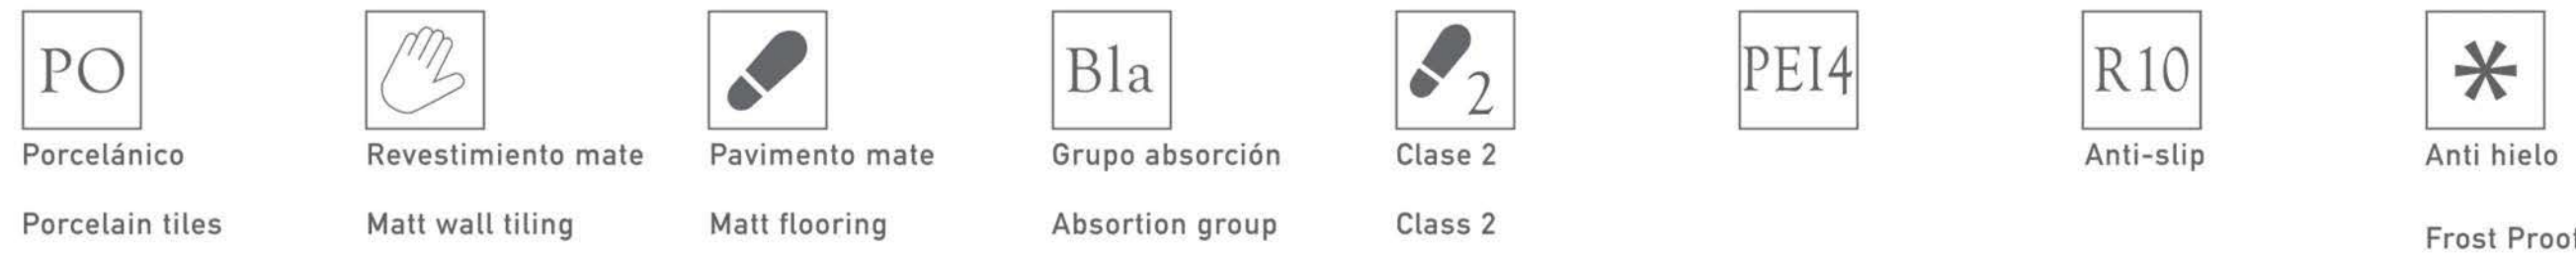 PO
Bla
2
PEI4
R10
Porcelánico
Revestimiento mate
Pavimento mate
Grupo absorción
Clase 2
Anti-slip
Anti hielo
Porcelain tiles
Matt wall tiling
Matt flooring
Absortion group
Class 2
Frost Proof